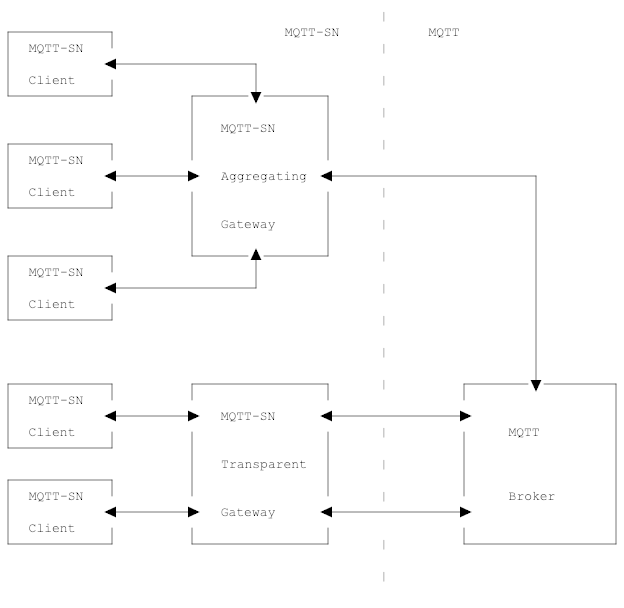 MQTT-SN
MQTT
MQTT-SN
Client
MQTT-SN
Aggregating
Gateway
MQTT-SN
Client
MQTT-SN
Client
MQTT-SN
Client
MQTT-SN
Transparent
Gateway
MQTT-SN
Client
MQTT
Broker